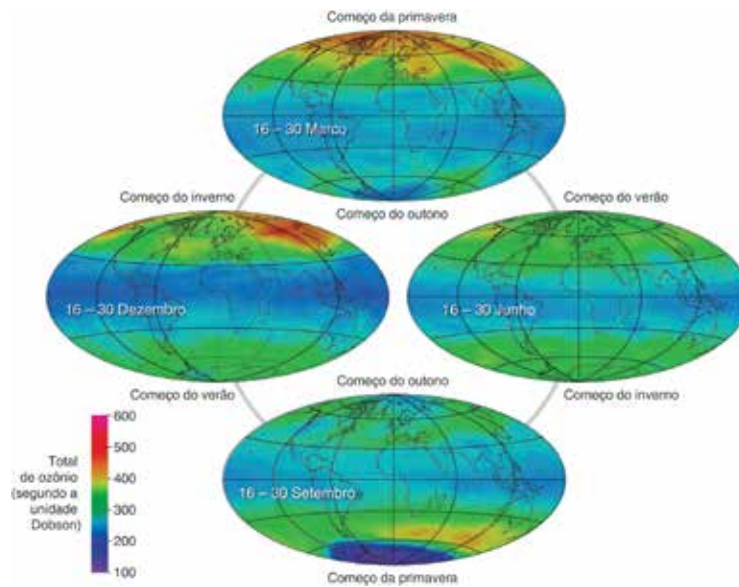 Começo da primavera
16 – 30 Março
Começo do inverno
Começo do outono
Começo do verão
16 – 30 Dezembro
16 – 30 Junho
Começo do verão
Começo do outono
Começo do inverno
600
500
400
300
200
100
Total
de ozônio
(segundo a
unidade
Dobson)
16 – 30 Setembro
Começo da primavera